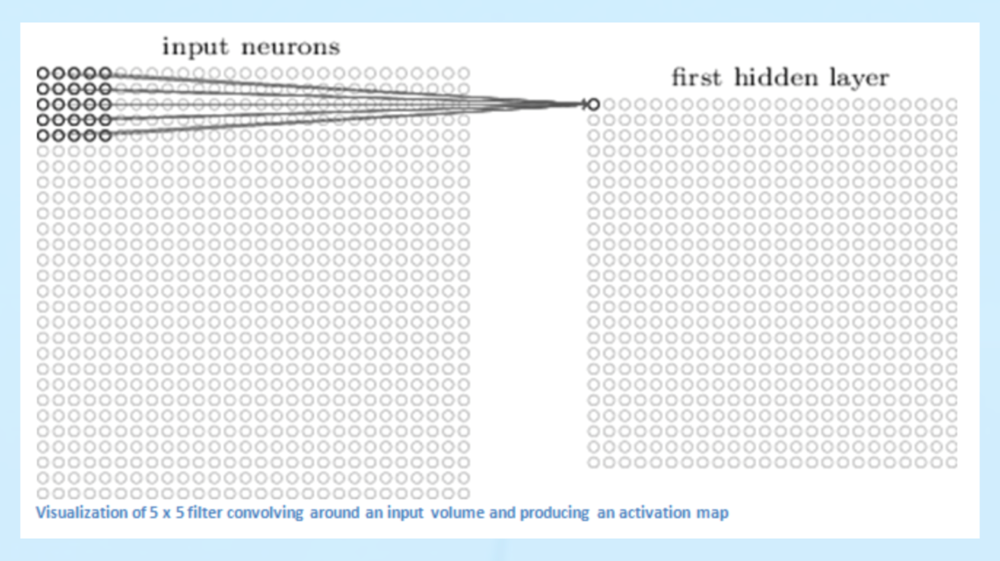 input neurons
first hidden layer
Visualization of 5 x 5 filter convolving around an input volume and producing an activation map